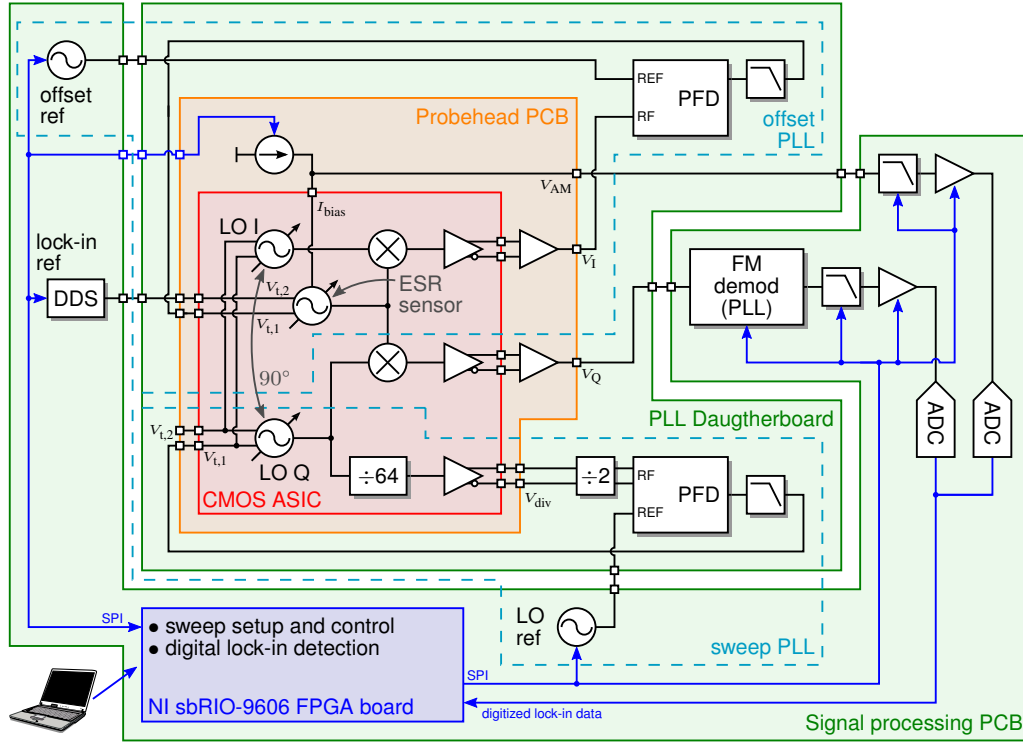 offset
ref
REF
PFD
RF
offset
PLL
Probehead PCB
V_AM
I_bias
LO I
lock-in
ref
DDS
V_t,2
V_t,1
ESR
sensor
V_I
FM
demod
(PLL)
90°
V_Q
V_t,2
V_t,1
LO Q
÷64
CMOS ASIC
V_div
÷2
RF
PFD
REF
PLL Daugtherboard
ADC
ADC
LO
ref
sweep PLL
SPI
● sweep setup and control
● digital lock-in detection
NI sbRIO-9606 FPGA board
SPI
digitized lock-in data
Signal processing PCB